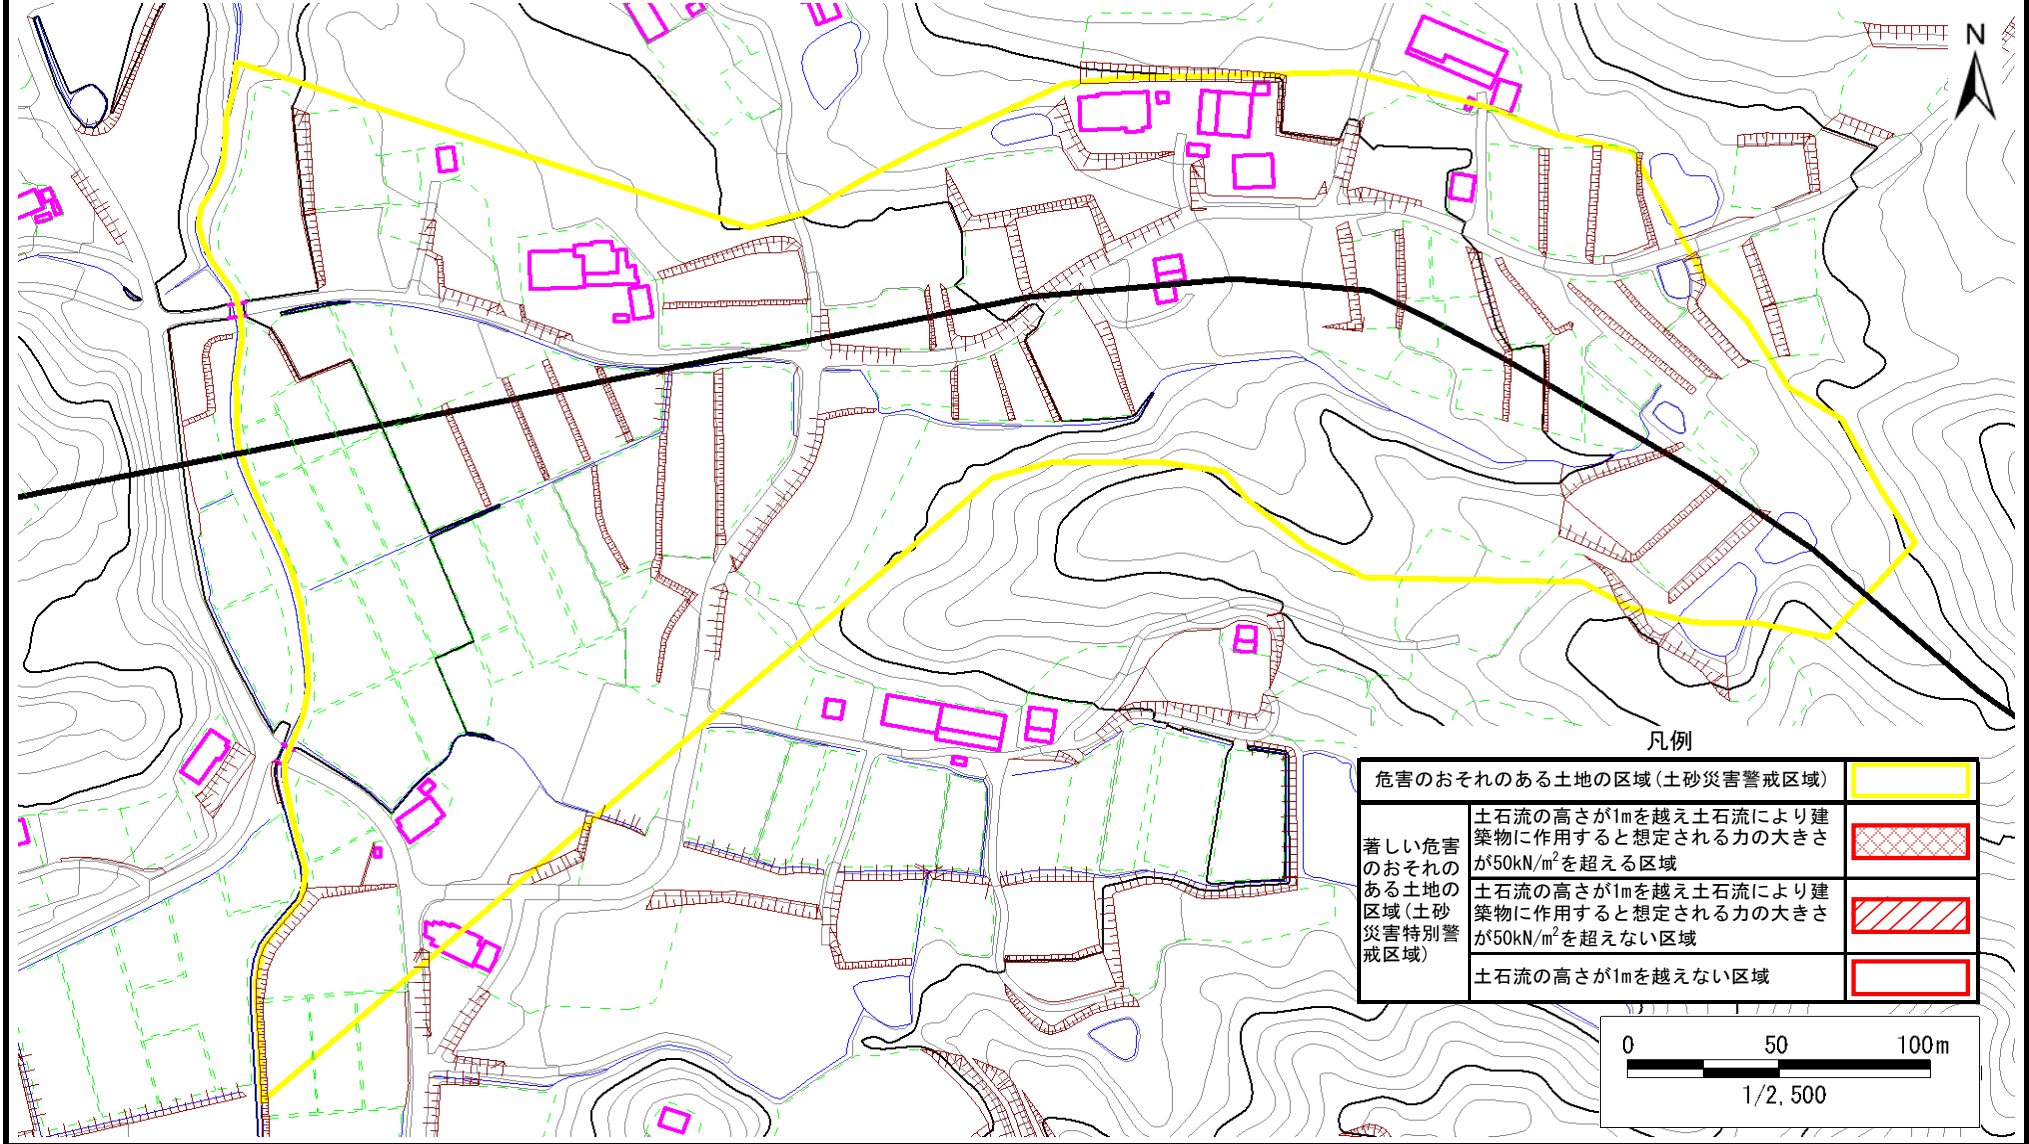 N
凡例
危害のおそれのある土地の区域(土砂災害警戒区域)
著しい危害
のおそれの
ある土地の
区域(土砂
災害特別警
戒区域)
土石流の高さが1mを越え土石流により建
築物に作用すると想定される力の大きさ
が50kN/m²を超える区域
土石流の高さが1mを越え土石流により建
築物に作用すると想定される力の大きさ
が50kN/m²を超えない区域
土石流の高さが1mを越えない区域
0 50 100m
1/2,500